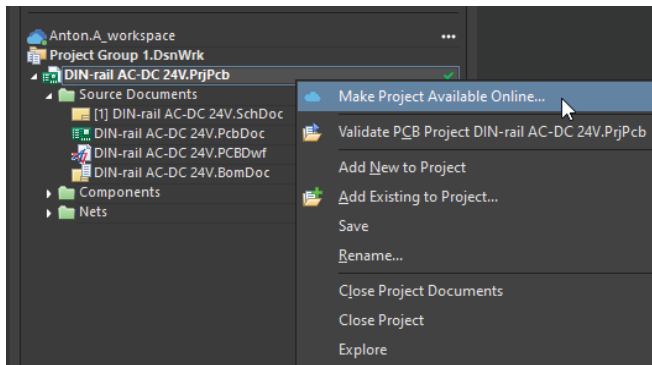 Anton.A_workspace
Project Group 1.DsnWrk
DIN-rail AC-DC 24V.PrjPcb
Source Documents
[1] DIN-rail AC-DC 24V.SchDoc
DIN-rail AC-DC 24V.PcbDoc
DIN-rail AC-DC 24V.PCBDwf
DIN-rail AC-DC 24V.BomDoc
Components
Nets
Make Project Available Online...
Validate PCB Project DIN-rail AC-DC 24V.PrjPcb
Add New to Project
Add Existing to Project...
Save
Rename...
Close Project Documents
Close Project
Explore